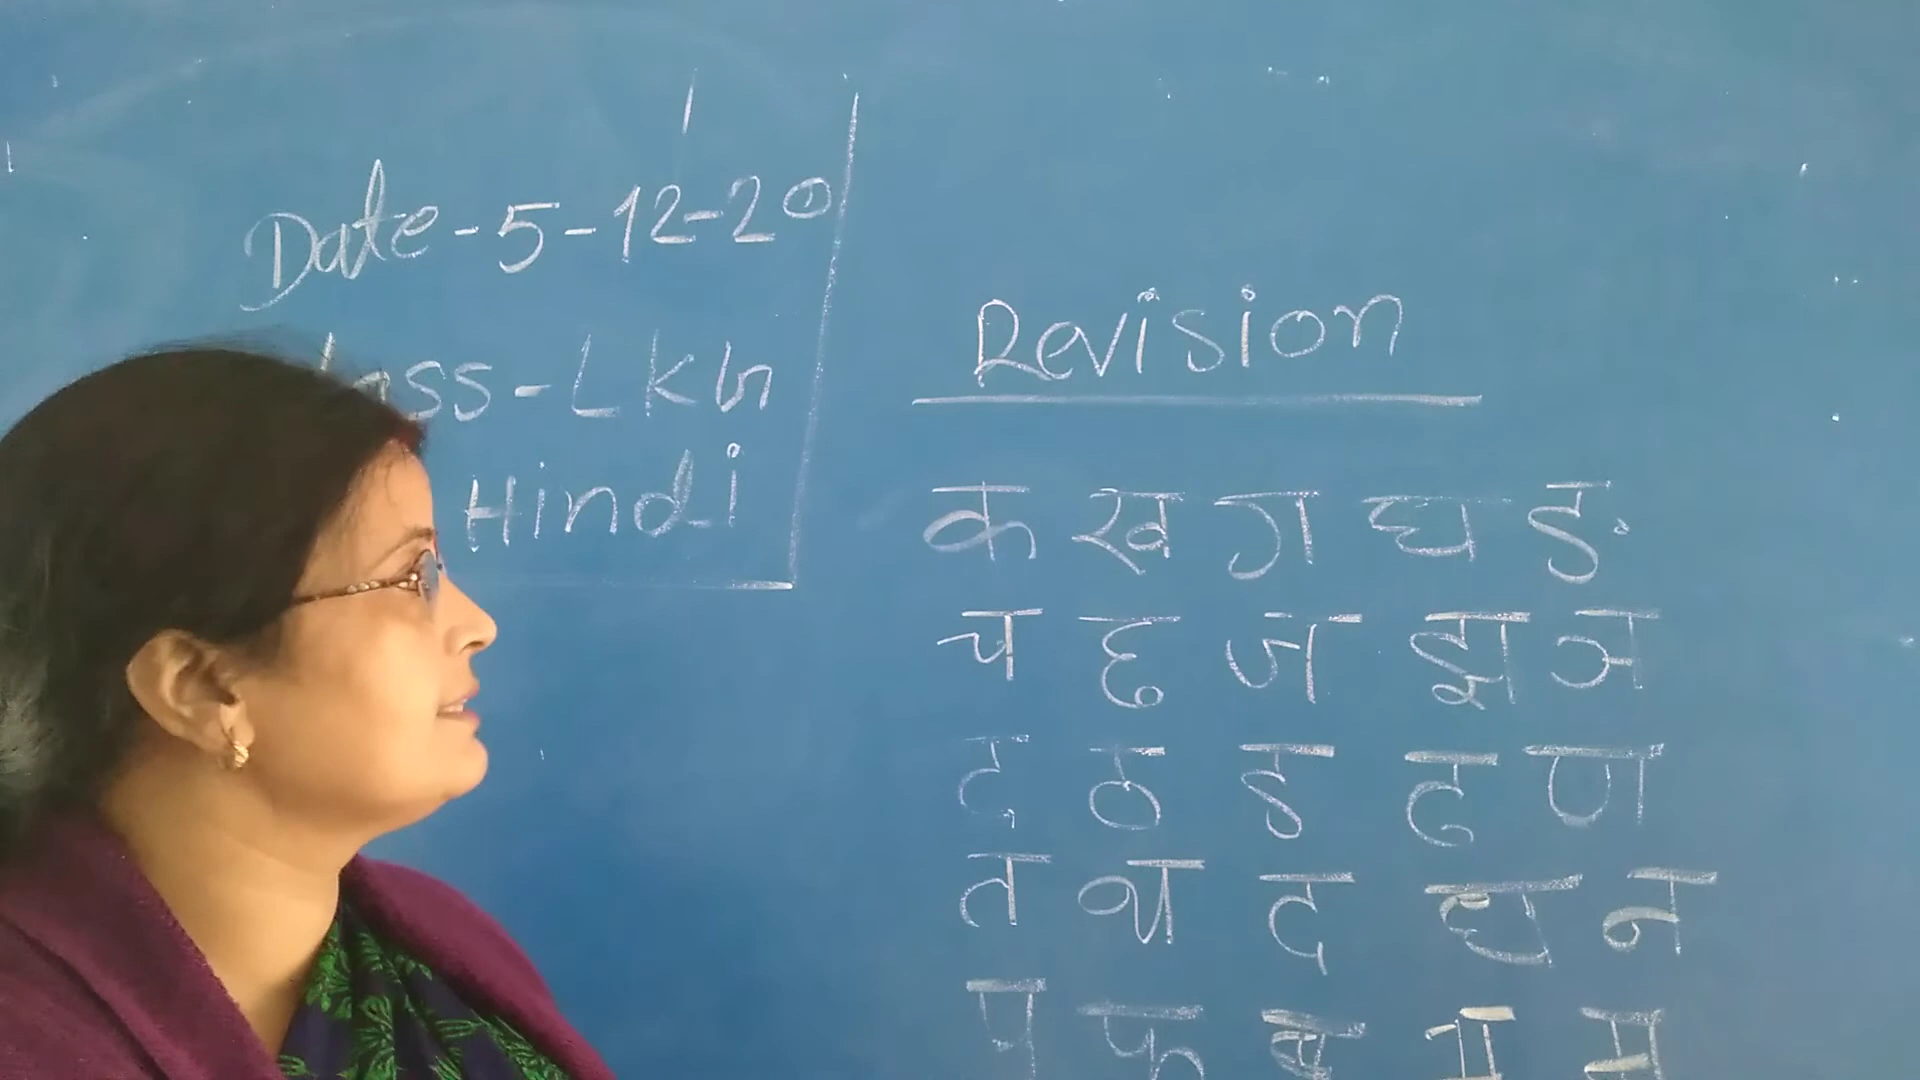 Date-5-12-20
lass-LKG
Hindi
Revision
क ख ग घ ङ
च छ ज झ ञ
ट ठ ड ढ ण
त थ द ध न
प फ ब भ म